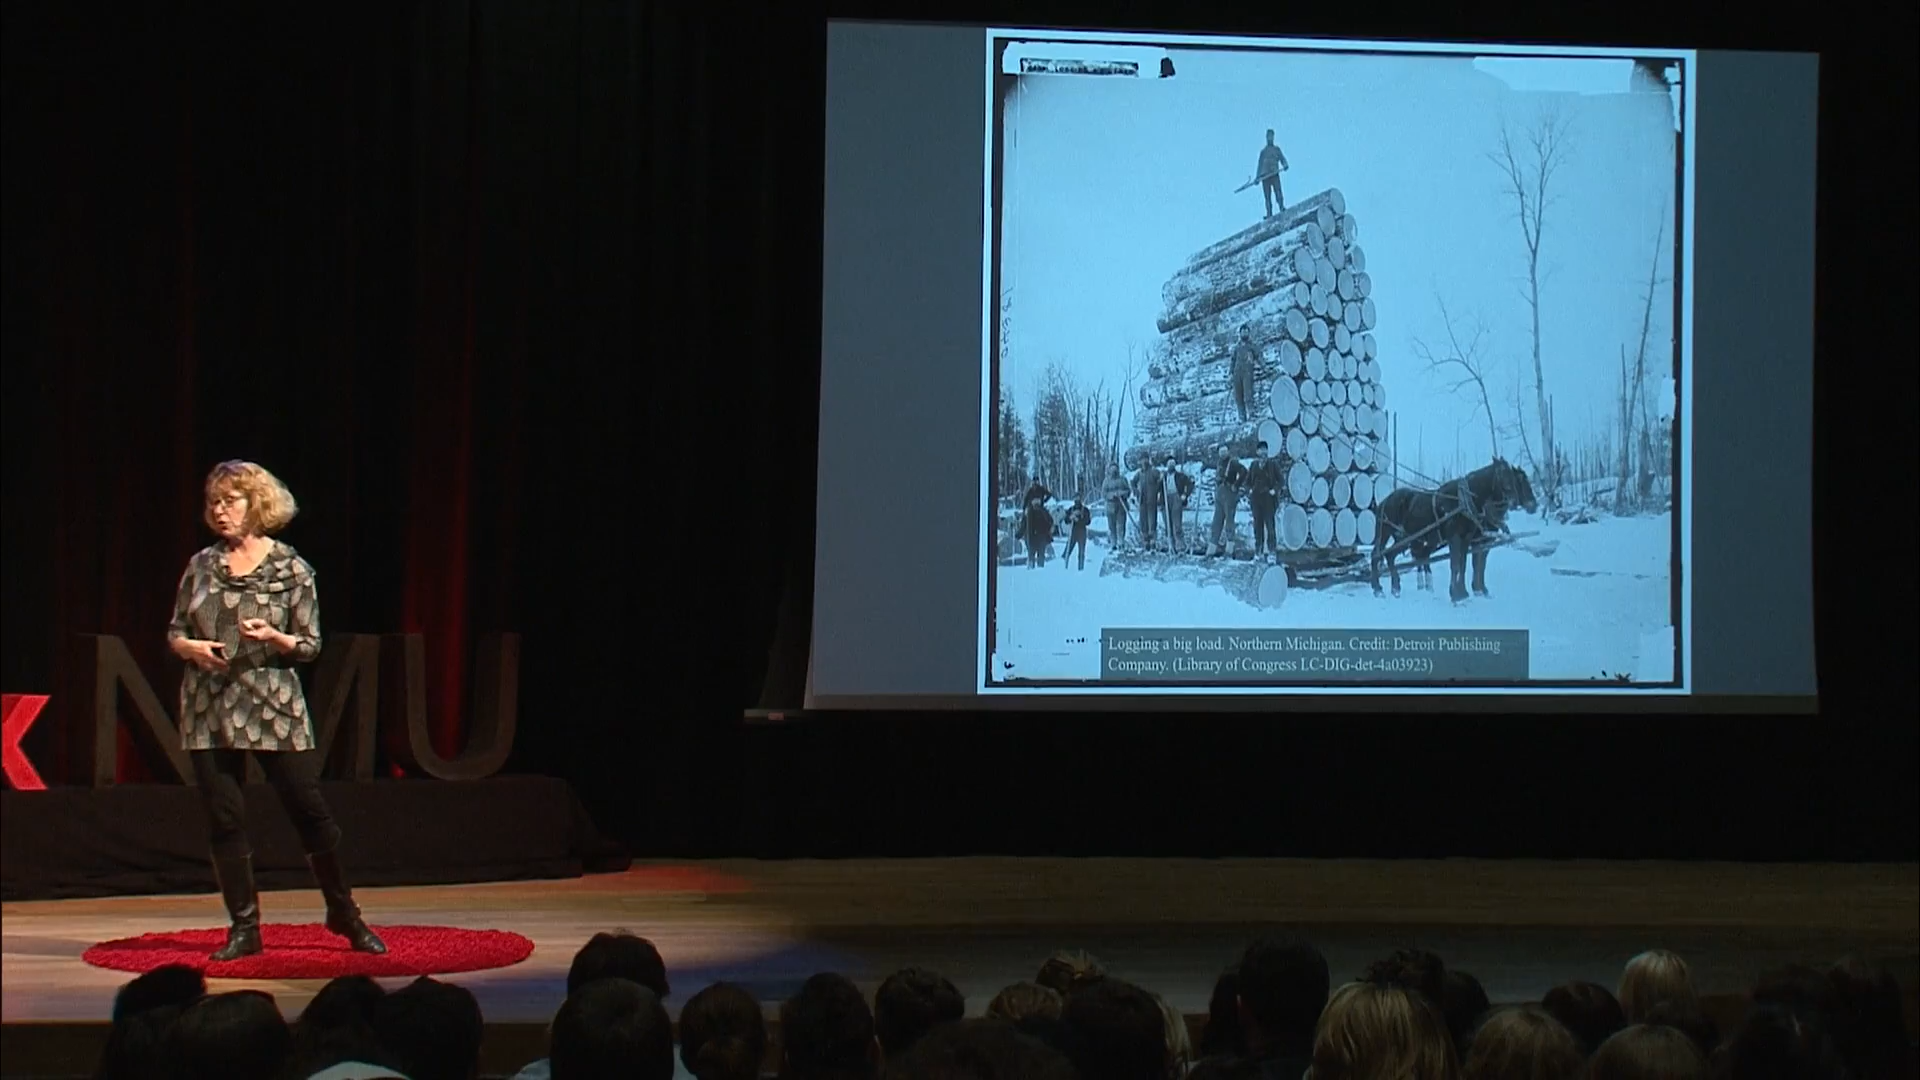 Logging a big load. Northern Michigan. Credit: Detroit Publishing
Company. (Library of Congress LC-DIG-det-4a03923)
x NMU